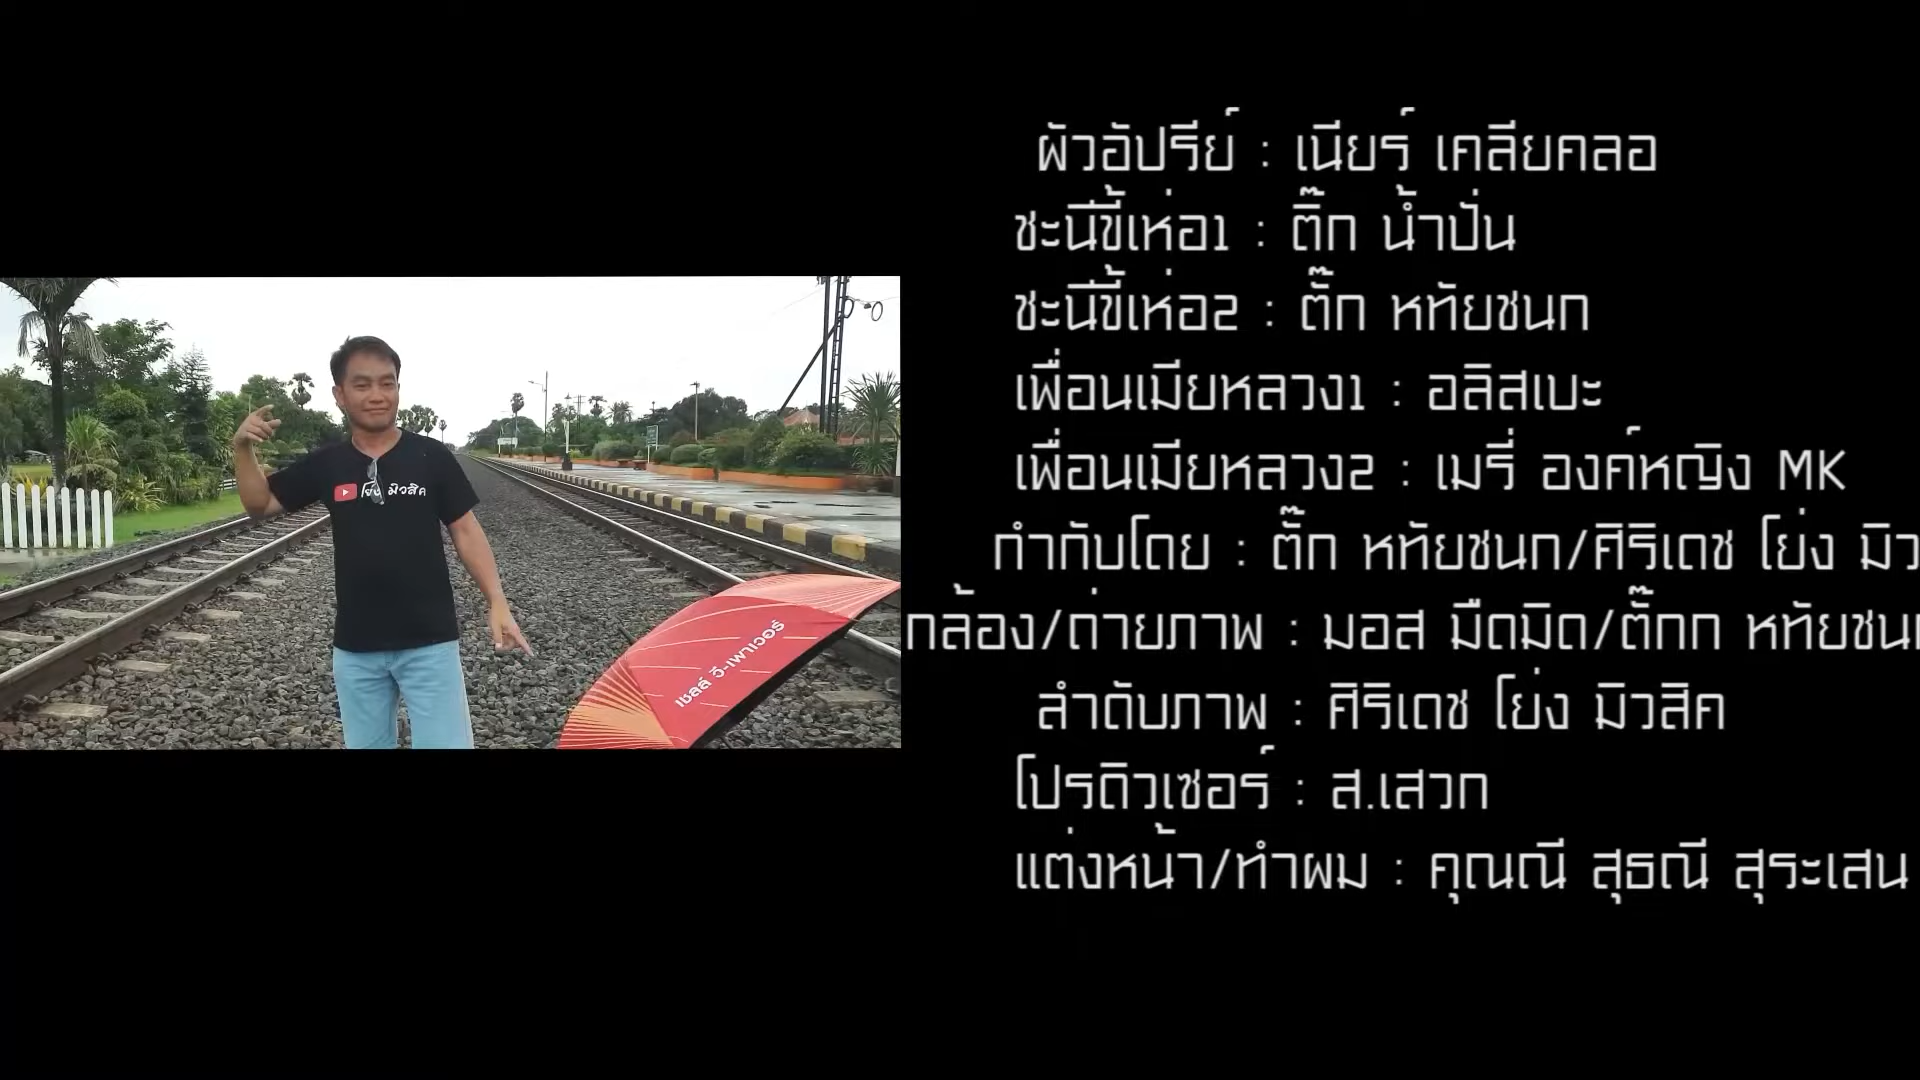 โย่ง มิวสิค
เชลล์ วี-เพาเวอร์
ผัวอัปรีย์ : เนียร์ เคลียคลอ
ชะนีขี้เห่อ1 : ติ๊ก น้ำปั่น
ชะนีขี้เห่อ2 : ตั๊ก หทัยชนก
เพื่อนเมียหลวง1 : อลิสเบะ
เพื่อนเมียหลวง2 : เมรี่ องค์หญิง MK
กำกับโดย : ตั๊ก หทัยชนก/ศิริเดช โย่ง มิว
กล้อง/ถ่ายภาพ : มอส มืดมิด/ตั๊กก หทัยชน
ลำดับภาพ : ศิริเดช โย่ง มิวสิค
โปรดิวเซอร์ : ส.เสวก
แต่งหน้า/ทำผม : คุณณี สุธณี สุระเสน